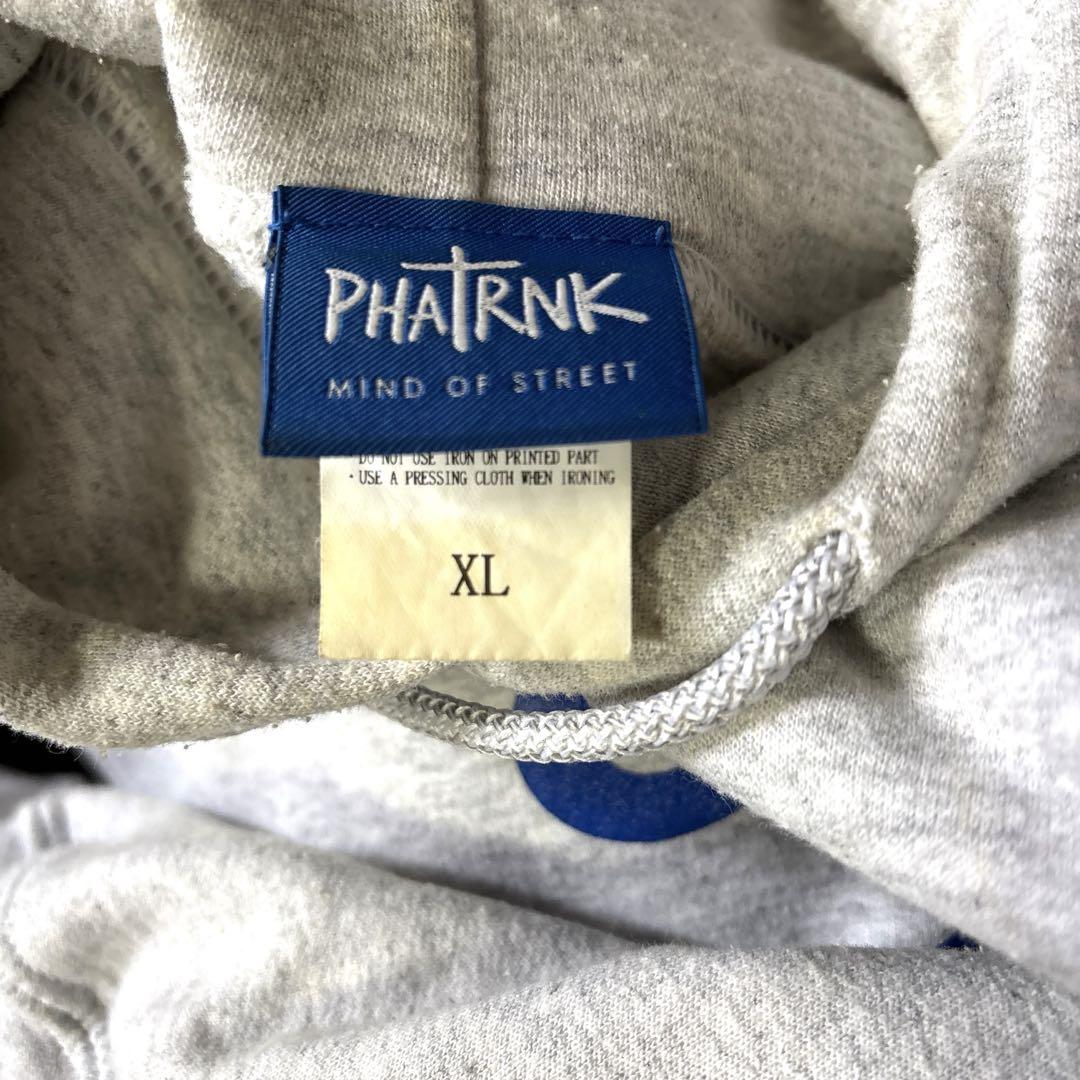 PHATRNK
MIND OF STREET
DO NOT USE IRON ON PRINTED PART
· USE A PRESSING CLOTH WHEN IRONING
XL